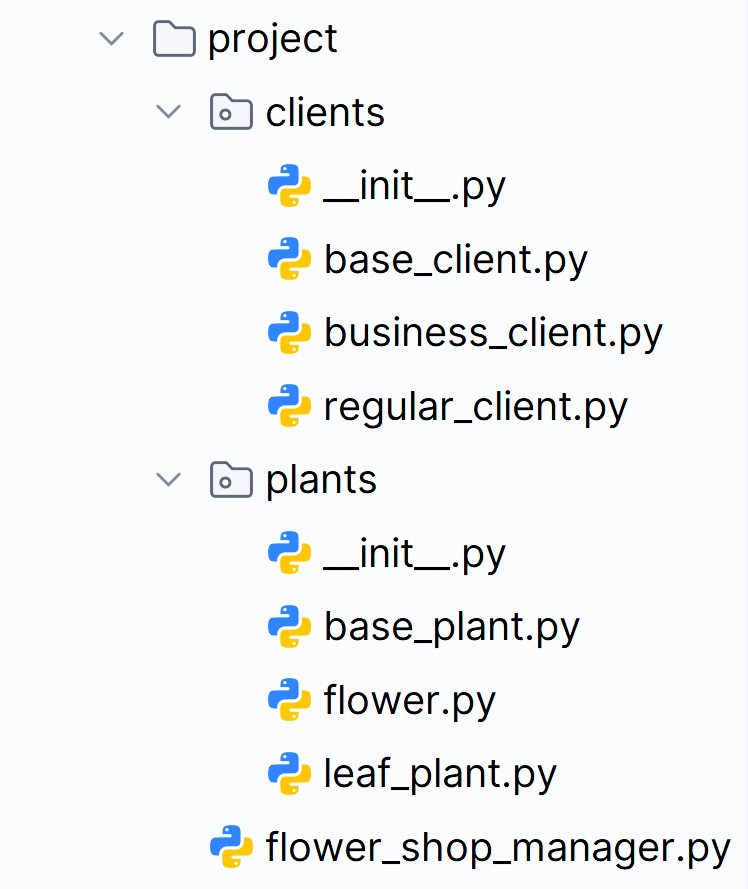 project
clients
__init__.py
base_client.py
business_client.py
regular_client.py
plants
__init__.py
base_plant.py
flower.py
leaf_plant.py
flower_shop_manager.py